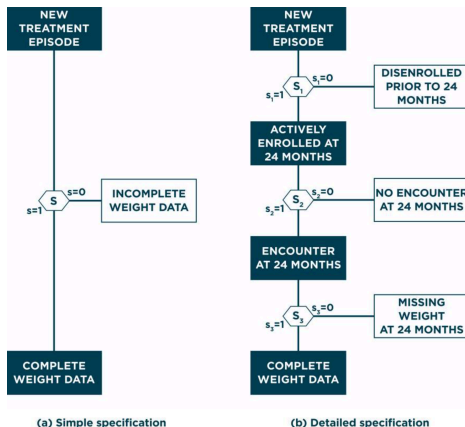 NEW
TREATMENT
EPISODE
s=0
S
s=1
INCOMPLETE
WEIGHT DATA
COMPLETE
WEIGHT DATA
(a) Simple specification
NEW
TREATMENT
EPISODE
s₁=0
S₁
s₁=1
DISENROLLED
PRIOR TO 24
MONTHS
ACTIVELY
ENROLLED AT
24 MONTHS
s₂=0
S₂
s₂=1
NO ENCOUNTER
AT 24 MONTHS
ENCOUNTER
AT 24 MONTHS
s₃=0
S₃
s₃=1
MISSING
WEIGHT
AT 24 MONTHS
COMPLETE
WEIGHT DATA
(b) Detailed specification